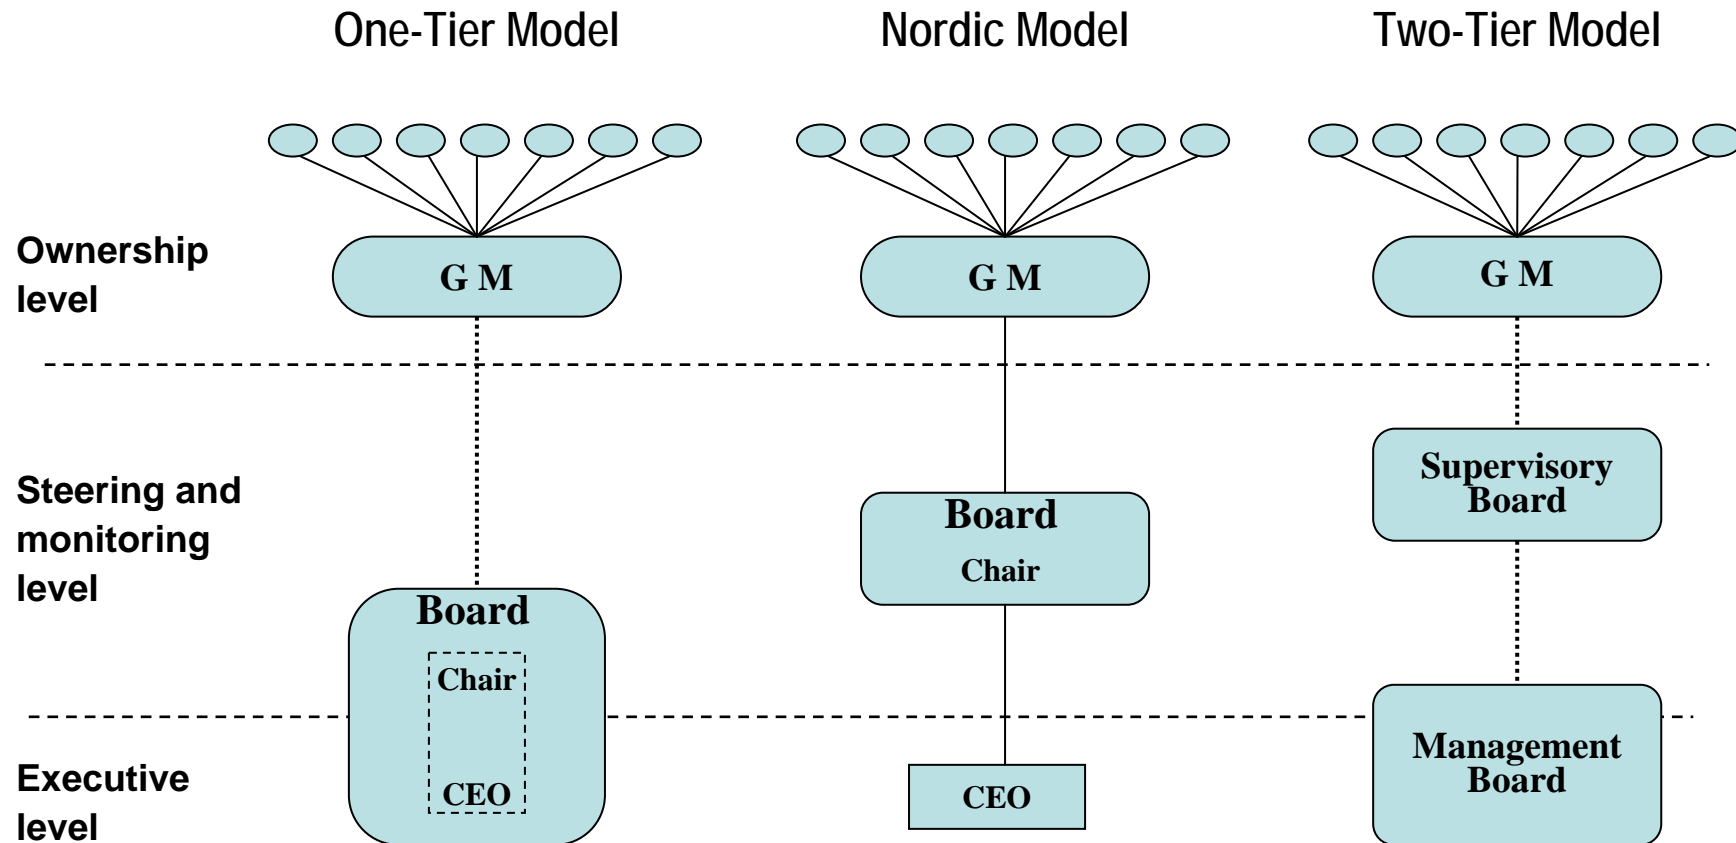 One-Tier Model
Nordic Model
Two-Tier Model
Ownership
level
G M
G M
G M
Steering and
monitoring
level
Supervisory
Board
Board
Chair
Board
Chair
CEO
Executive
level
CEO
Management
Board